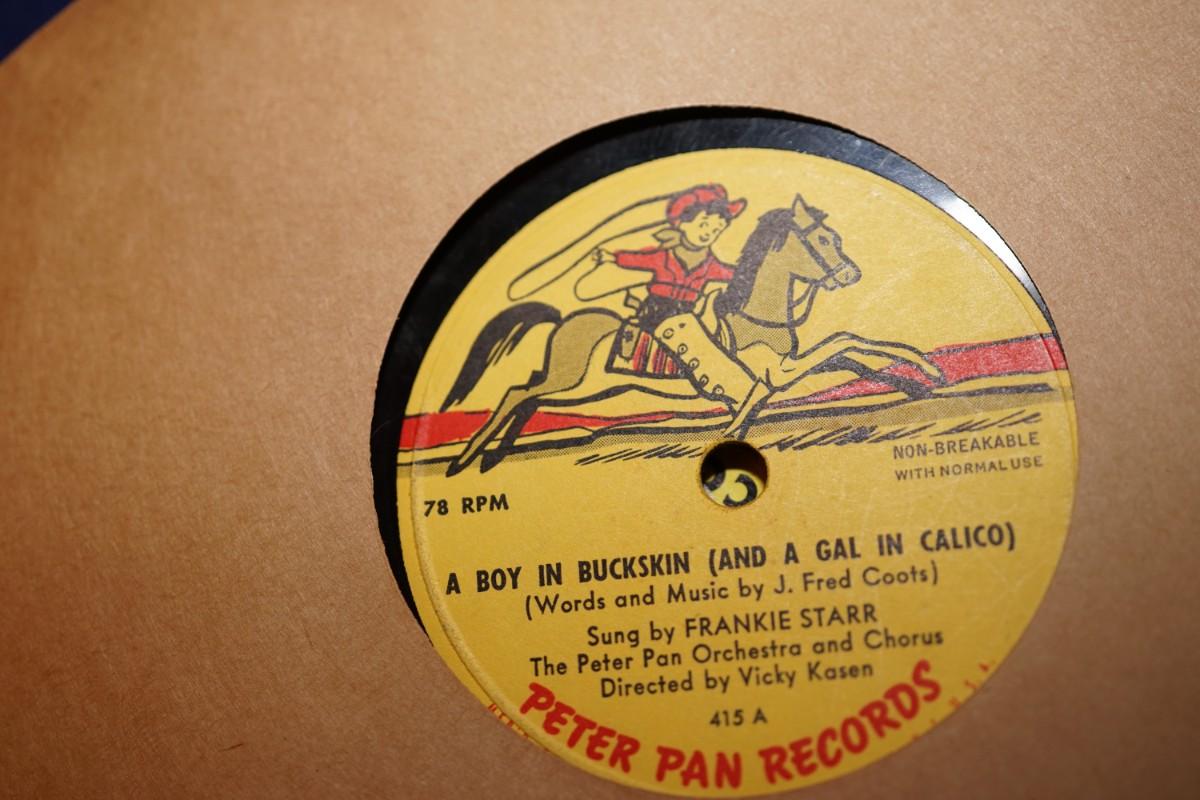 NON-BREAKABLE
WITH NORMAL USE
78 RPM
A BOY IN BUCKSKIN (AND A GAL IN CALICO)
(Words and Music by J. Fred Coots)
Sung by FRANKIE STARR
The Peter Pan Orchestra and Chorus
Directed by Vicky Kasen
415 A
PETER PAN RECORDS